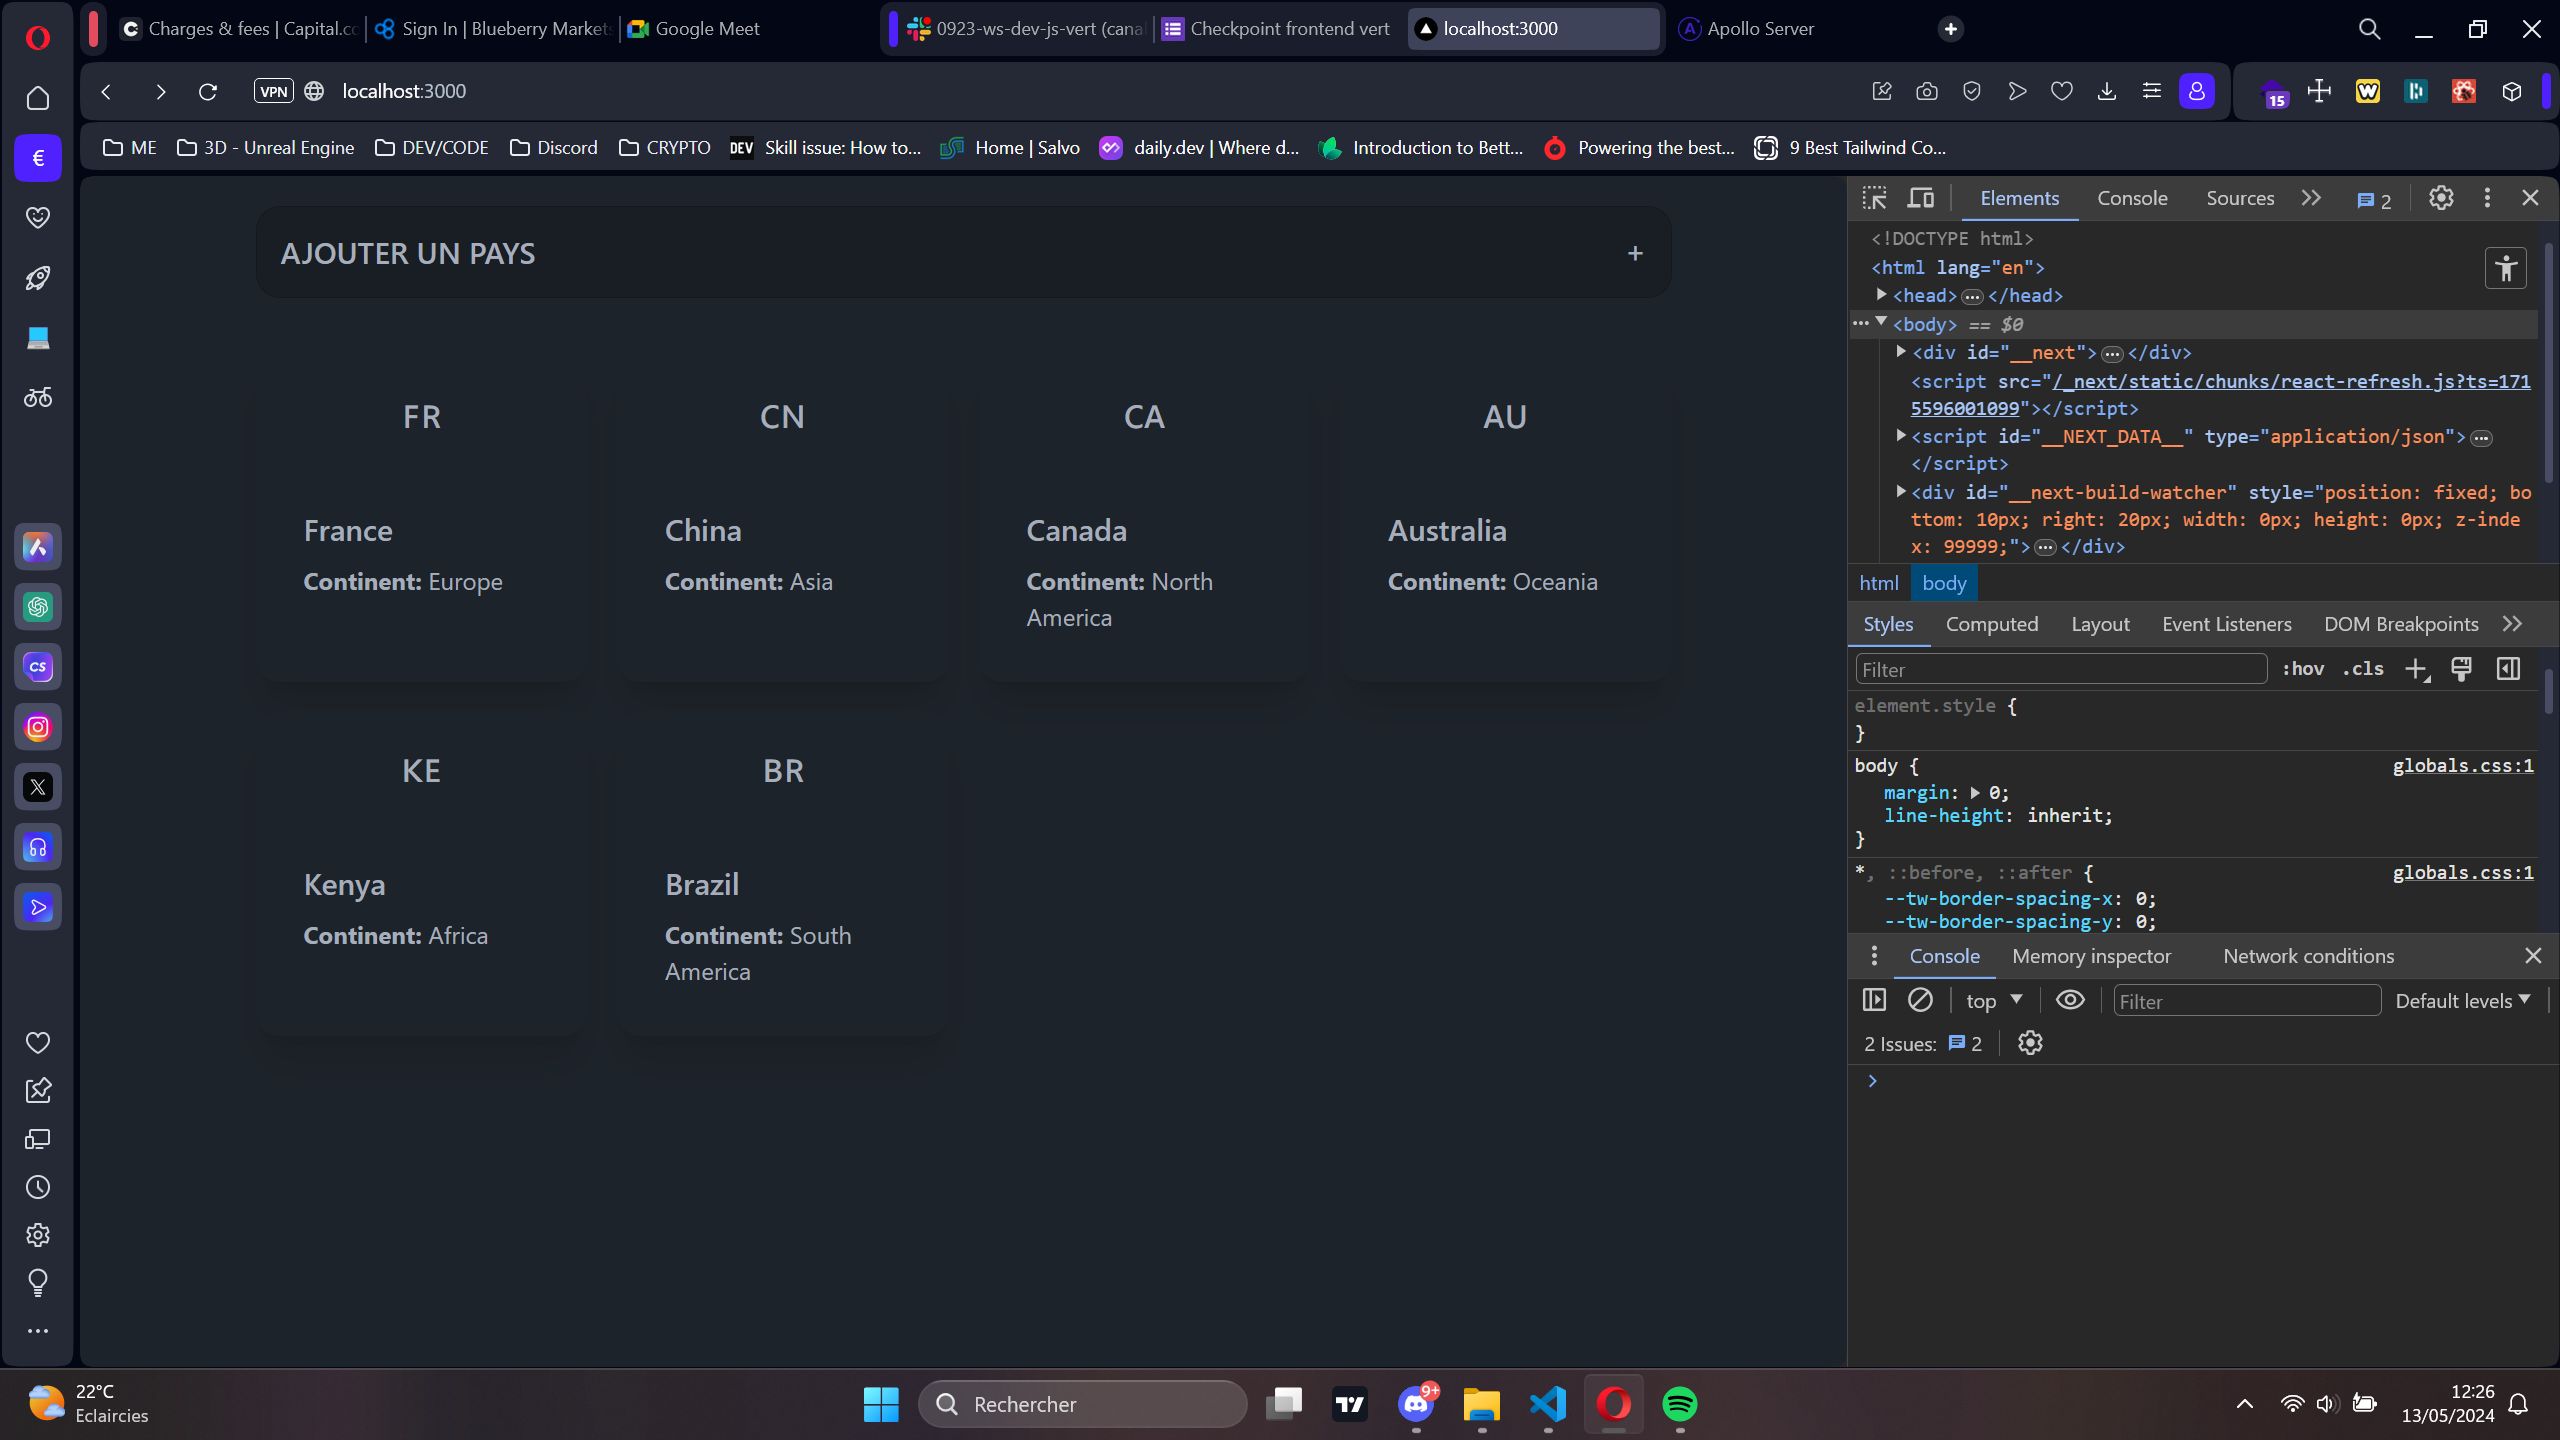 Charges & fees | Capital.co
Sign In | Blueberry Markets
Google Meet
0923-ws-dev-js-vert (canal
Checkpoint frontend vert
localhost:3000
Apollo Server
VPN
localhost:3000
15
€
ME
3D - Unreal Engine
DEV/CODE
Discord
CRYPTO
DEV
Skill issue: How to...
Home | Salvo
daily.dev | Where d...
Introduction to Bett...
Powering the best...
9 Best Tailwind Co...
AJOUTER UN PAYS
+
FR
CN
CA
AU
France
Continent: Europe
China
Continent: Asia
Canada
Continent: North
America
Australia
Continent: Oceania
KE
BR
Kenya
Continent: Africa
Brazil
Continent: South
America
CS
Elements
Console
Sources
2
<!DOCTYPE html>
<html lang="en">
<head>…</head>
… <body> == $0
<div id="__next">…</div>
<script src="/_next/static/chunks/react-refresh.js?ts=171
5596001099"></script>
<script id="__NEXT_DATA__" type="application/json">…
</script>
<div id="__next-build-watcher" style="position: fixed; bo
ttom: 10px; right: 20px; width: 0px; height: 0px; z-inde
x: 99999;">…</div>
html
body
Styles
Computed
Layout
Event Listeners
DOM Breakpoints
Filter
:hov
.cls
element.style {
}
body {
globals.css:1
margin: 0;
line-height: inherit;
}
*, ::before, ::after {
globals.css:1
--tw-border-spacing-x: 0;
--tw-border-spacing-y: 0;
Console
Memory inspector
Network conditions
top
Filter
Default levels
2 Issues: 2
22°C
Eclaircies
Rechercher
9+
12:26
13/05/2024